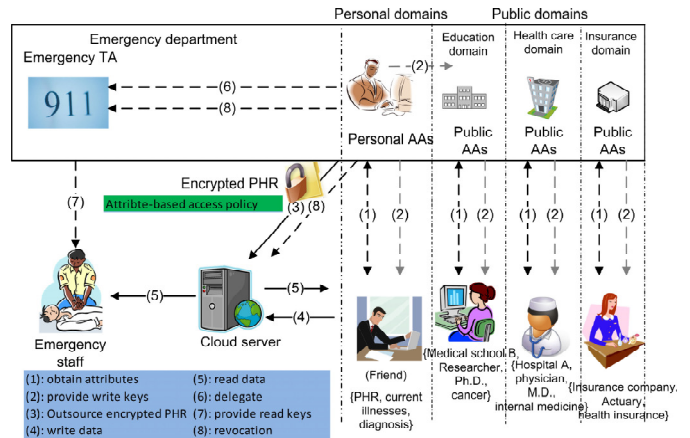 Personal domains
Public domains
Emergency department
Education
domain
Health care
domain
Insurance
domain
Emergency TA
911
(6)
(8)
(2)
Personal AAs
Public
AAs
Public
AAs
Public
AAs
Encrypted PHR
Attribte-based access policy
(3) (8)
(7)
(1) (2)
(1) (2)
(1) (2)
(1) (2)
(5)
(5)
(4)
Emergency
staff
Cloud server
(Friend)
{PHR, current
illnesses,
diagnosis}
{Medical school B,
Researcher,
Ph.D.,
cancer}
{Hospital A,
physician,
M.D.,
internal medicine}
{Insurance company,
Actuary,
health insurance}
(1): obtain attributes
(2): provide write keys
(3): Outsource encrypted PHR
(4): write data
(5): read data
(6): delegate
(7): provide read keys
(8): revocation